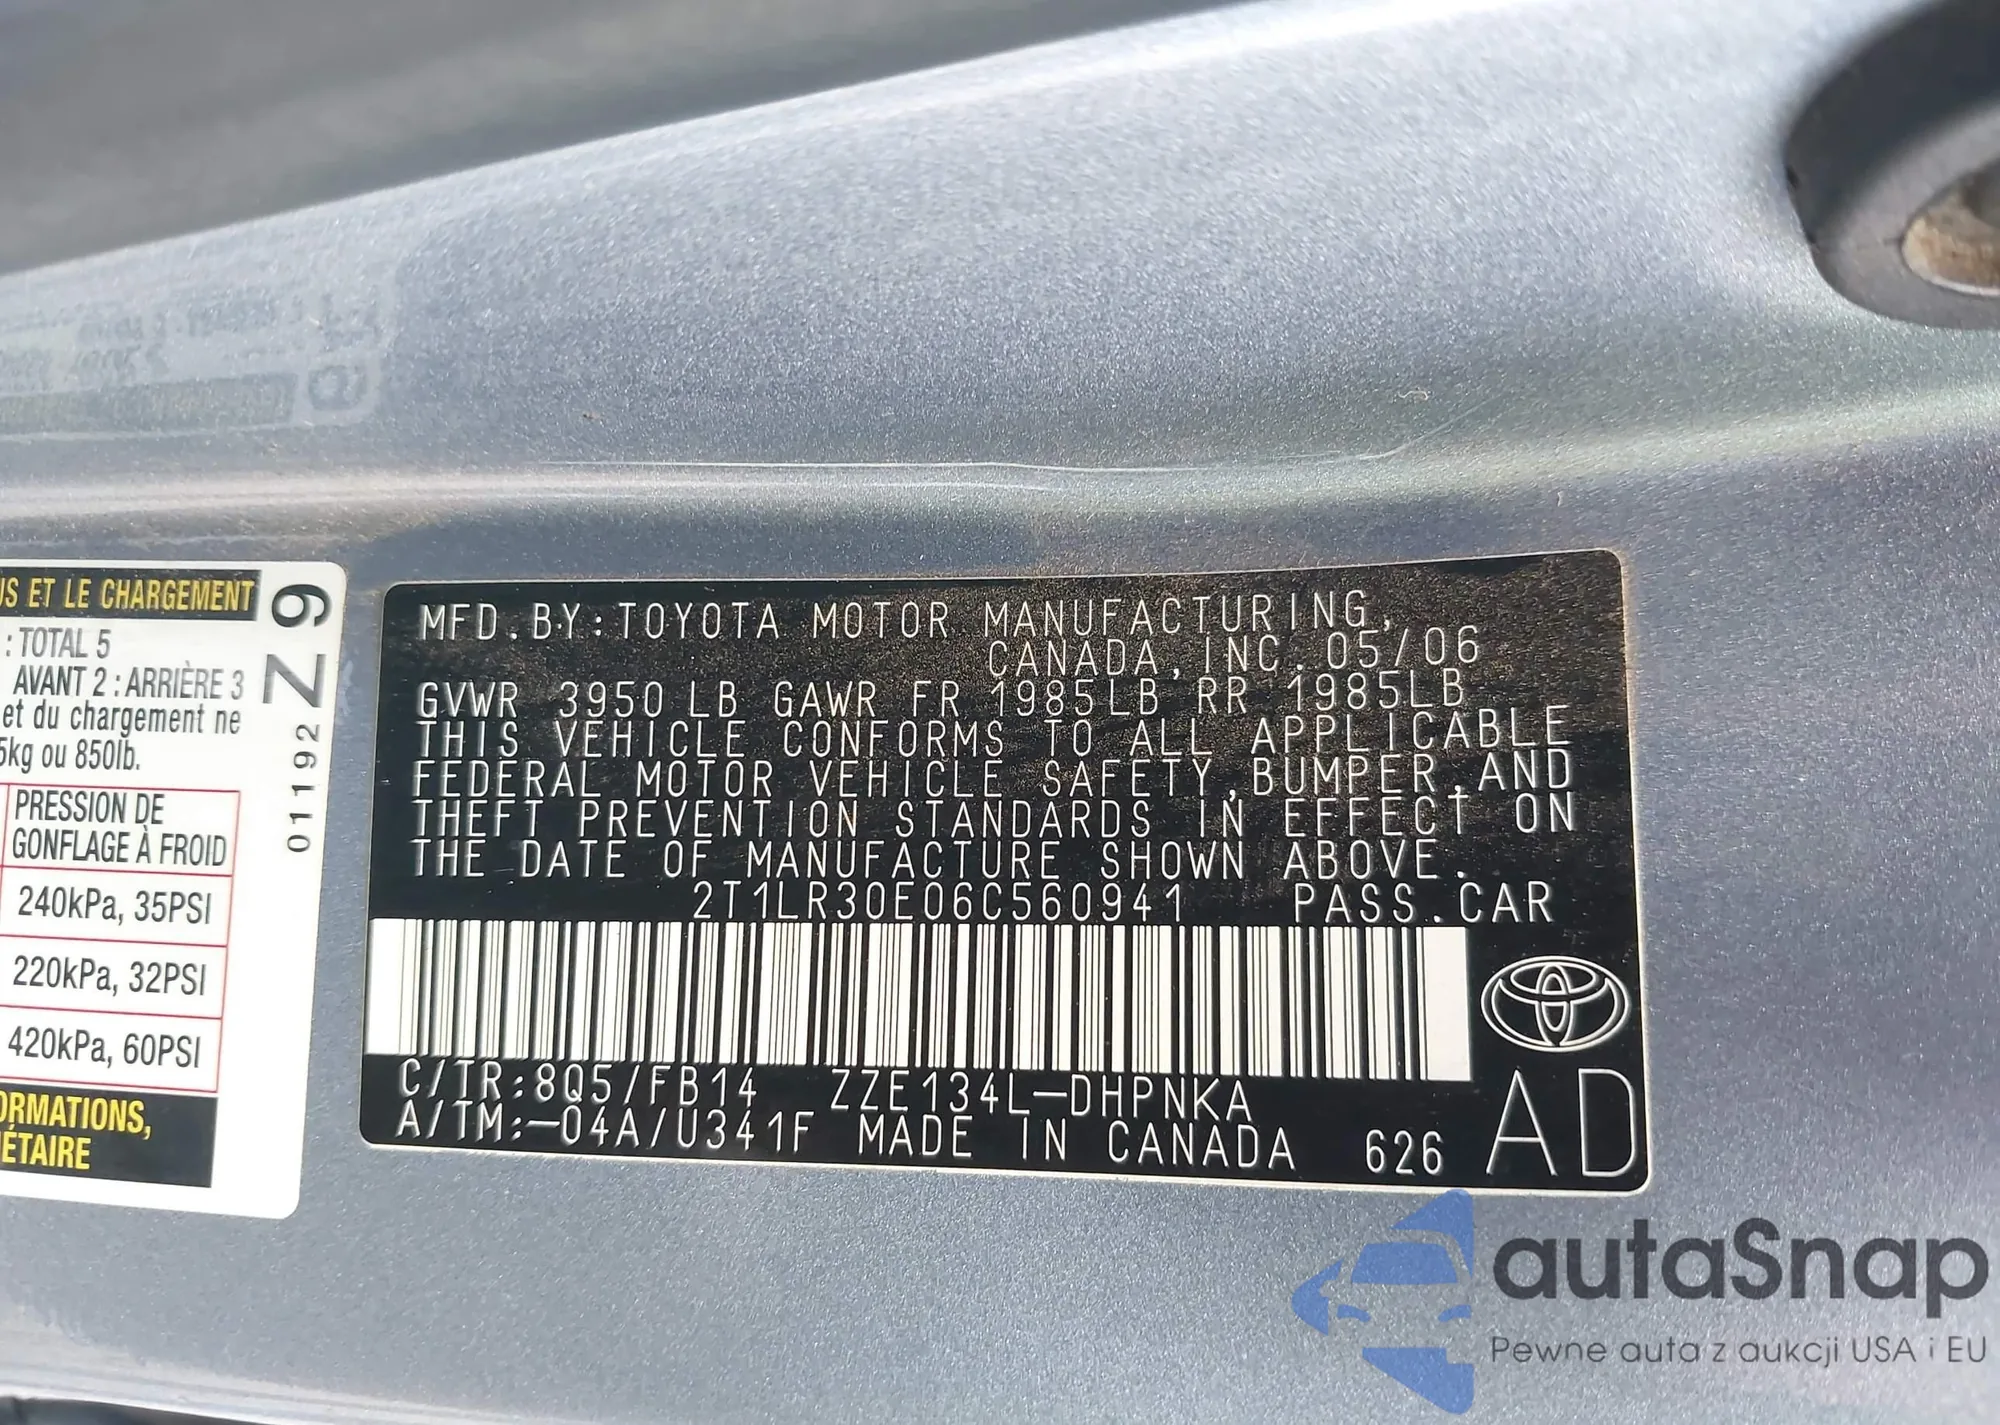 US ET LE CHARGEMENT
: TOTAL 5
AVANT 2 : ARRIÈRE 3
et du chargement ne
5kg ou 850lb.
PRESSION DE
GONFLAGE À FROID
240kPa, 35PSI
220kPa, 32PSI
420kPa, 60PSI
ORMATIONS,
ÉTAIRE
01192 Z9
MFD.BY:TOYOTA MOTOR MANUFACTURING,
CANADA,INC. 05/06
GVWR 3950 LB GAWR FR 1985LB RR 1985LB
THIS VEHICLE CONFORMS TO ALL APPLICABLE
FEDERAL MOTOR VEHICLE SAFETY,BUMPER,AND
THEFT PREVENTION STANDARDS IN EFFECT ON
THE DATE OF MANUFACTURE SHOWN ABOVE.
2T1LR30E06C560941 PASS.CAR
C/TR:8Q5/FB14 ZZE134L-DHPNKA
A/TM:-04A/U341F MADE IN CANADA 626 AD
autaSnap
Pewne auta z aukcji USA i EU